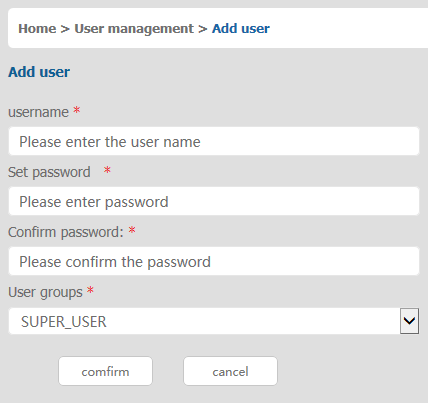 Home > User management > Add user
Add user
username *
Please enter the user name
Set password *
Please enter password
Confirm password: *
Please confirm the password
User groups *
SUPER_USER
comfirm cancel